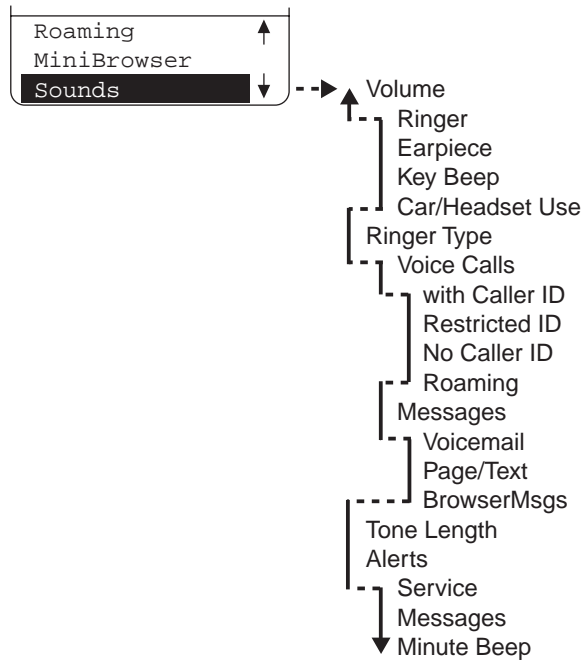 Roaming
MiniBrowser
Sounds
Volume
Ringer
Earpiece
Key Beep
Car/Headset Use
Ringer Type
Voice Calls
with Caller ID
Restricted ID
No Caller ID
Roaming
Messages
Voicemail
Page/Text
BrowserMsgs
Tone Length
Alerts
Service
Messages
Minute Beep